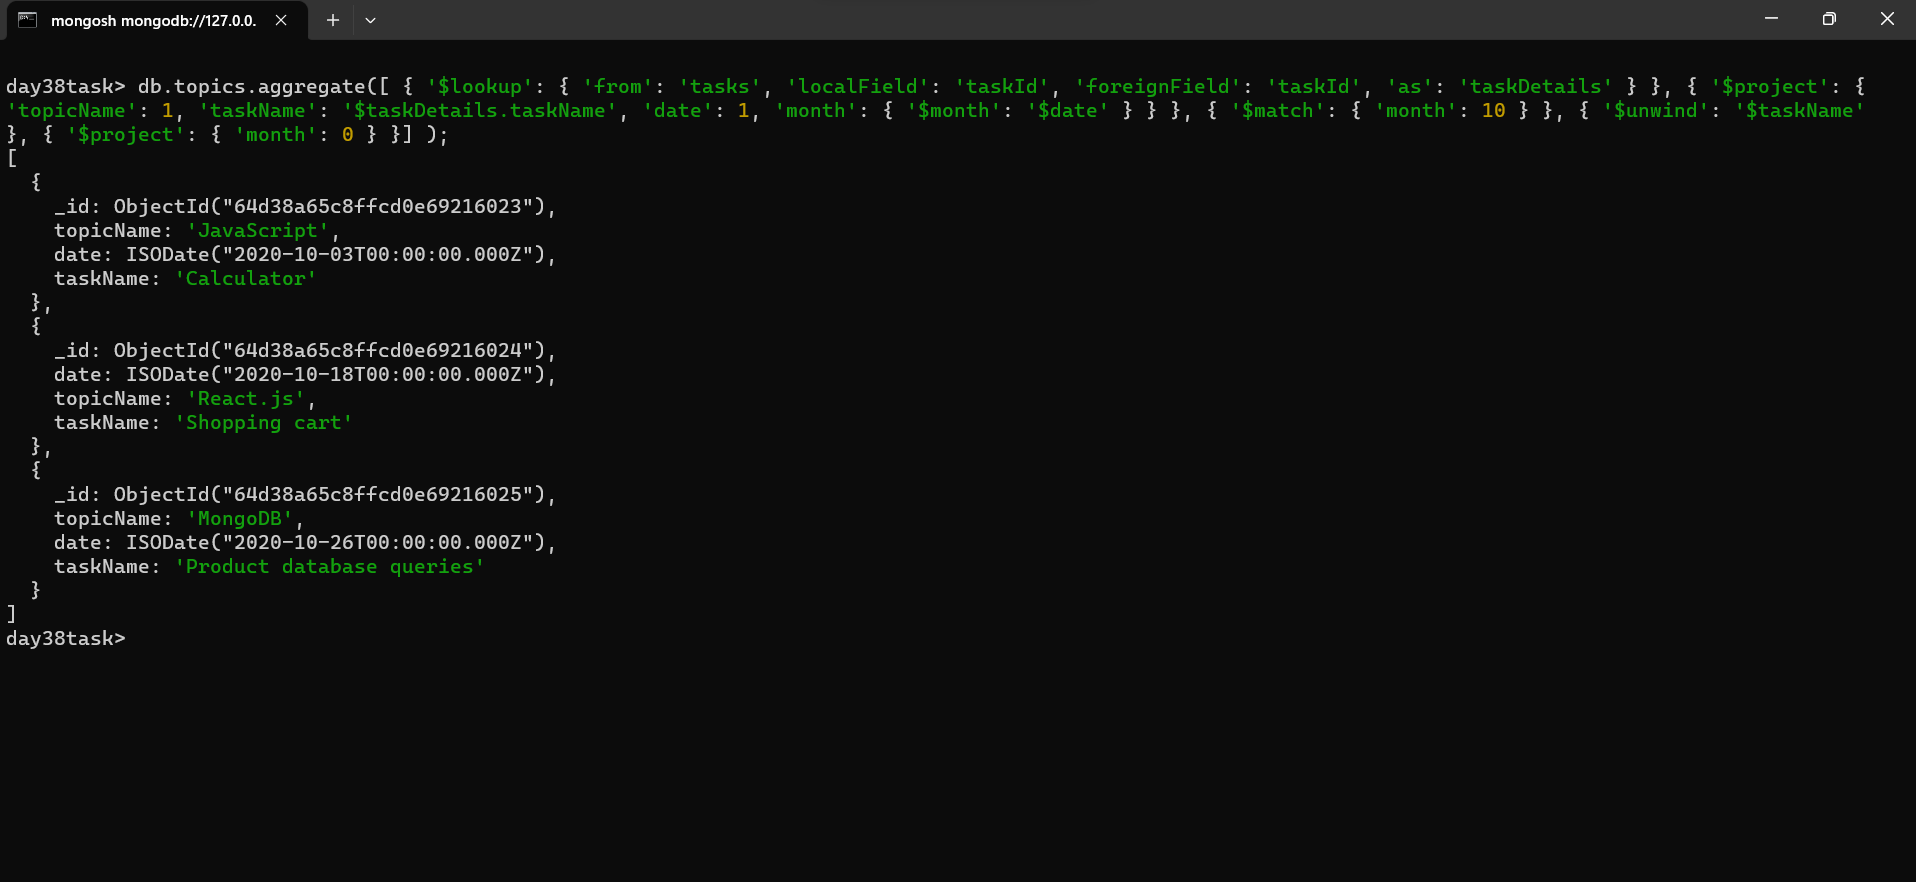 mongosh mongodb://127.0.0.
day38task> db.topics.aggregate([ { '$lookup': { 'from': 'tasks', 'localField': 'taskId', 'foreignField': 'taskId', 'as': 'taskDetails' } }, { '$project': {
'topicName': 1, 'taskName': '$taskDetails.taskName', 'date': 1, 'month': { '$month': '$date' } } }, { '$match': { 'month': 10 } }, { '$unwind': '$taskName'
}, { '$project': { 'month': 0 } }] );
[
  {
    _id: ObjectId("64d38a65c8ffcd0e69216023"),
    topicName: 'JavaScript',
    date: ISODate("2020-10-03T00:00:00.000Z"),
    taskName: 'Calculator'
  },
  {
    _id: ObjectId("64d38a65c8ffcd0e69216024"),
    date: ISODate("2020-10-18T00:00:00.000Z"),
    topicName: 'React.js',
    taskName: 'Shopping cart'
  },
  {
    _id: ObjectId("64d38a65c8ffcd0e69216025"),
    topicName: 'MongoDB',
    date: ISODate("2020-10-26T00:00:00.000Z"),
    taskName: 'Product database queries'
  }
]
day38task>